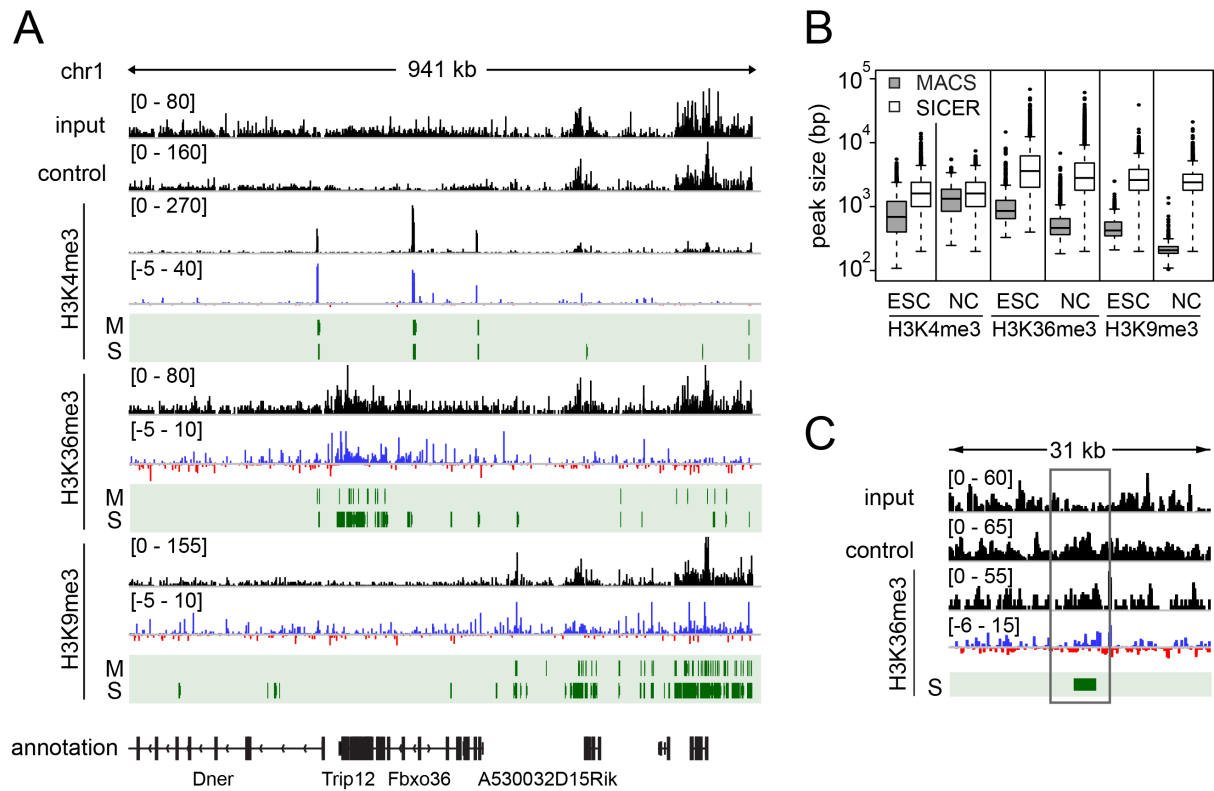 A
chr1
941 kb
input
[0 - 80]
control
[0 - 160]
H3K4me3
[0 - 270]
[-5 - 40]
M
S
H3K36me3
[0 - 80]
[-5 - 10]
M
S
H3K9me3
[0 - 155]
[-5 - 10]
M
S
annotation
Dner Trip12 Fbxo36 A530032D15Rik
B
peak size (bp)
10^5
10^4
10^3
10^2
MACS
SICER
ESC NC ESC NC ESC NC
H3K4me3 H3K36me3 H3K9me3
C
31 kb
input
[0 - 60]
control
[0 - 65]
H3K36me3
[0 - 55]
[-6 - 15]
S